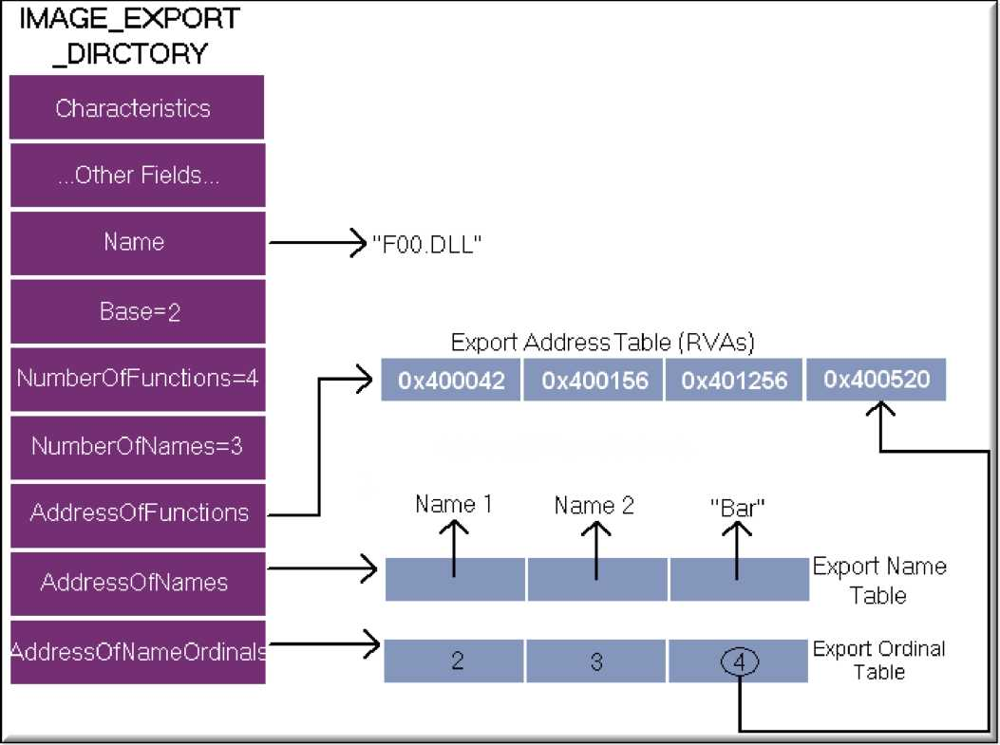 IMAGE_EXPORT
_DIRCTORY
Characteristics
...Other Fields...
Name
"F00.DLL"
Base=2
NumberOfFunctions=4
NumberOfNames=3
AddressOfFunctions
AddressOfNames
AddressOfNameOrdinals
Export Address Table (RVAs)
0x400042 0x400156 0x401256 0x400520
Name 1 Name 2 "Bar"
Export Name
Table
2 3 4
Export Ordinal
Table